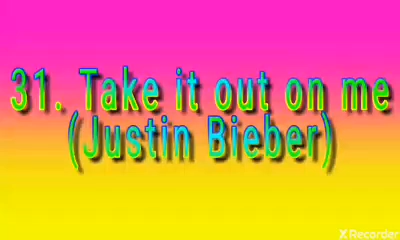 31. Take it out on me
(Justin Bieber)
XRecorder